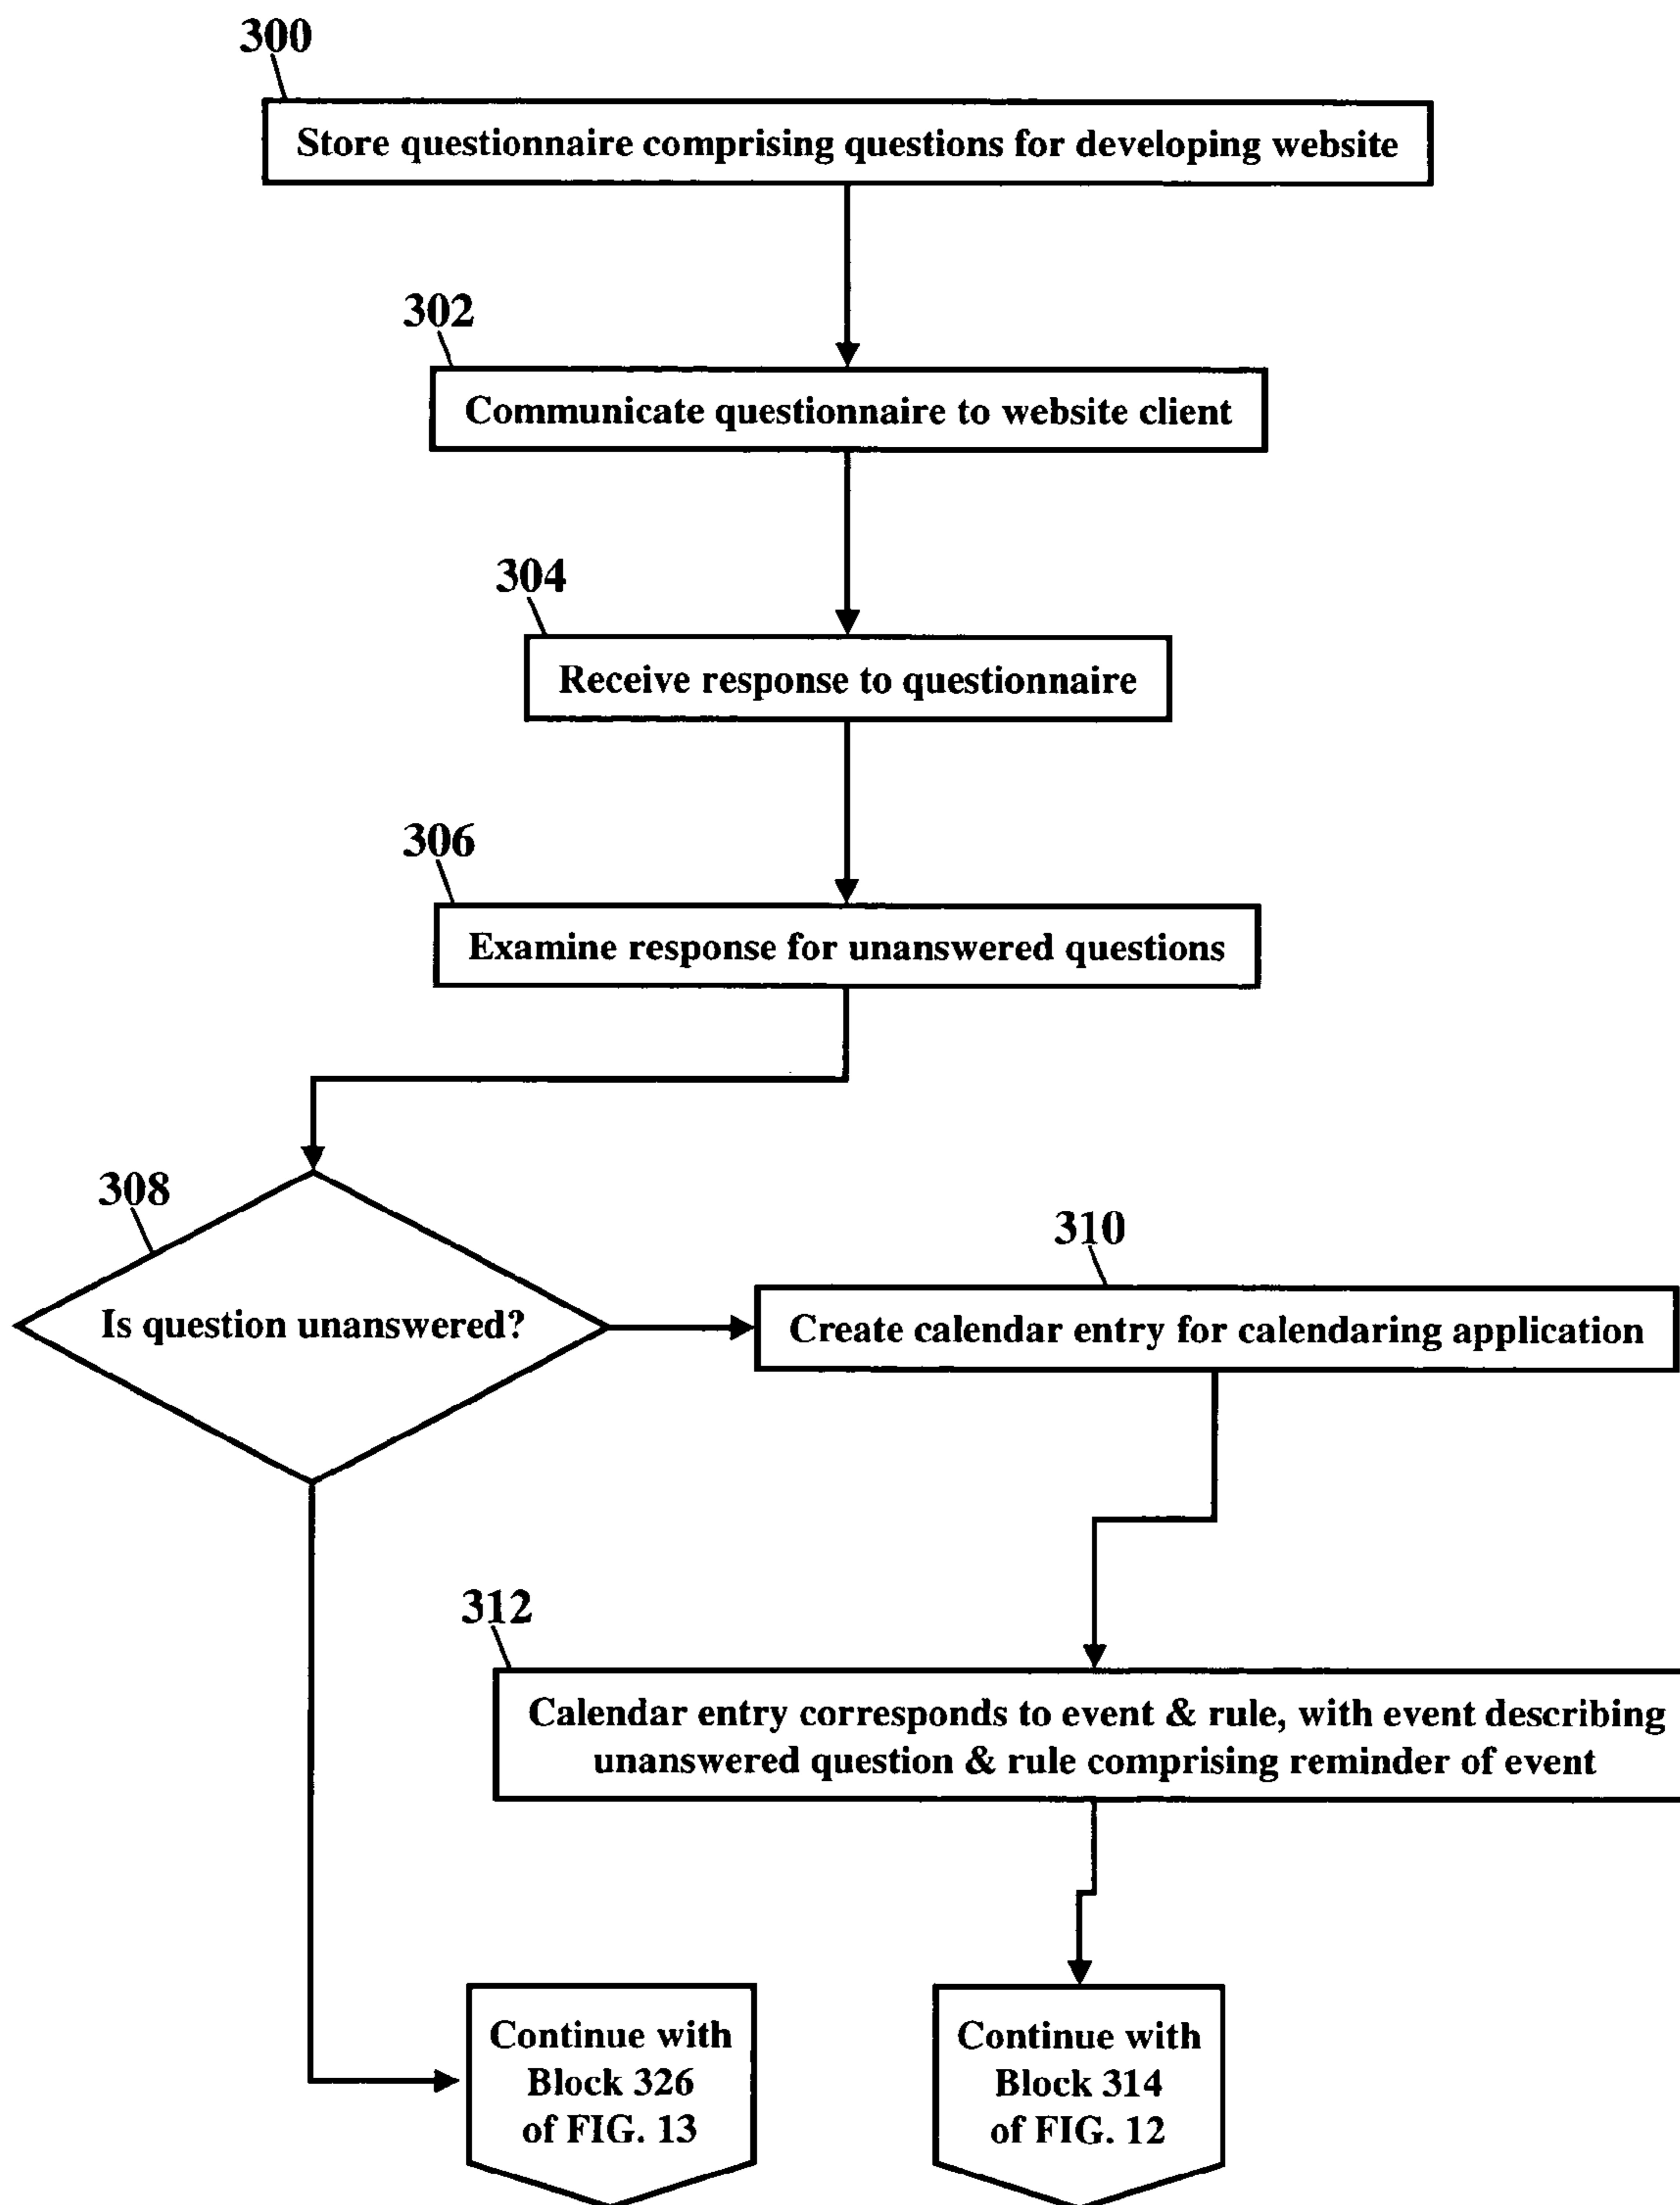 300
Store questionnaire comprising questions for developing website
302
Communicate questionnaire to website client
304
Receive response to questionnaire
306
Examine response for unanswered questions
308
Is question unanswered?
310
Create calendar entry for calendaring application
312
Calendar entry corresponds to event & rule, with event describing
unanswered question & rule comprising reminder of event
Continue with
Block 326
of FIG. 13
Continue with
Block 314
of FIG. 12